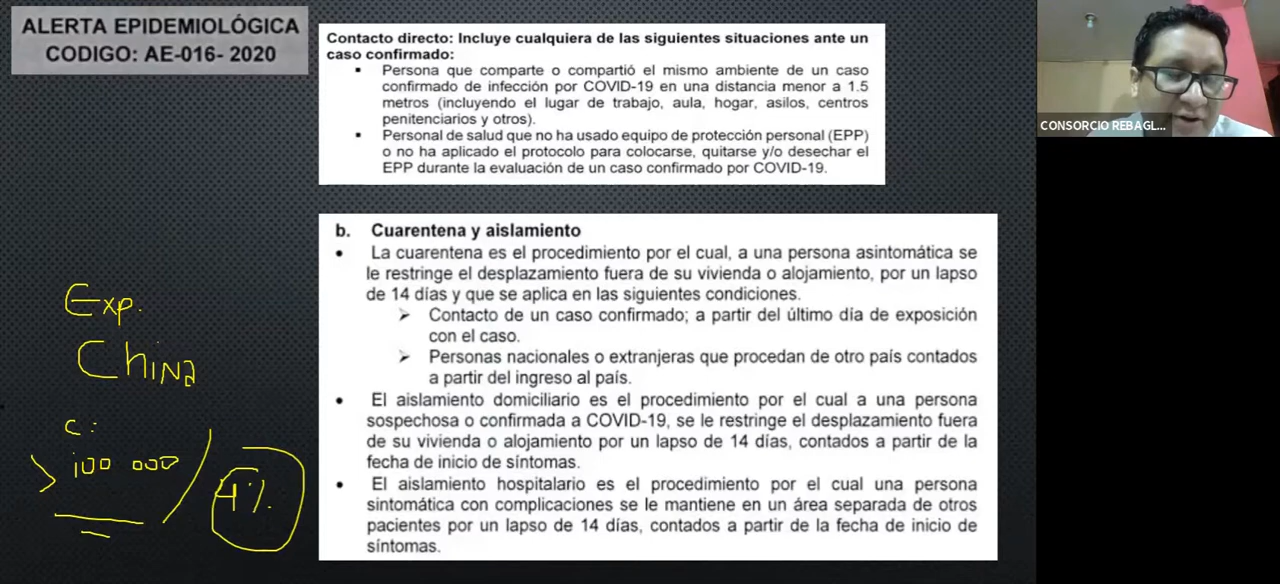 ALERTA EPIDEMIOLÓGICA
CODIGO: AE-016- 2020
Contacto directo: Incluye cualquiera de las siguientes situaciones ante un
caso confirmado:
▪ Persona que comparte o compartió el mismo ambiente de un caso
confirmado de infección por COVID-19 en una distancia menor a 1.5
metros (incluyendo el lugar de trabajo, aula, hogar, asilos, centros
penitenciarios y otros).
▪ Personal de salud que no ha usado equipo de protección personal (EPP)
o no ha aplicado el protocolo para colocarse, quitarse y/o desechar el
EPP durante la evaluación de un caso confirmado por COVID-19.
CONSORCIO REBAGL...
b. Cuarentena y aislamiento
• La cuarentena es el procedimiento por el cual, a una persona asintomática se
le restringe el desplazamiento fuera de su vivienda o alojamiento, por un lapso
de 14 días y que se aplica en las siguientes condiciones.
➢ Contacto de un caso confirmado; a partir del último día de exposición
con el caso.
➢ Personas nacionales o extranjeras que procedan de otro país contados
a partir del ingreso al país.
• El aislamiento domiciliario es el procedimiento por el cual a una persona
sospechosa o confirmada a COVID-19, se le restringe el desplazamiento fuera
de su vivienda o alojamiento por un lapso de 14 días, contados a partir de la
fecha de inicio de síntomas.
• El aislamiento hospitalario es el procedimiento por el cual una persona
sintomática con complicaciones se le mantiene en un área separada de otros
pacientes por un lapso de 14 días, contados a partir de la fecha de inicio de
síntomas.
Exp.
China
c:
> 100 000 / 4%.